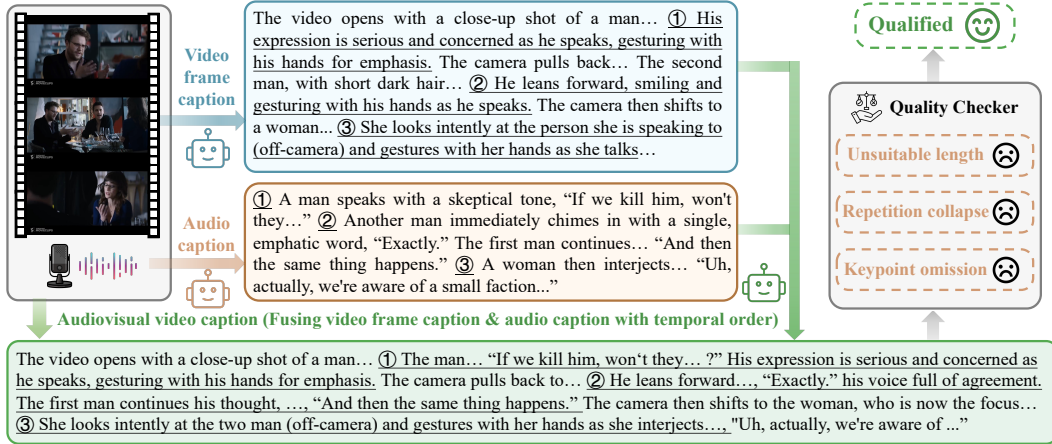 Video
frame
caption
The video opens with a close-up shot of a man… ① His
expression is serious and concerned as he speaks, gesturing with
his hands for emphasis. The camera pulls back… The second
man, with short dark hair… ② He leans forward, smiling and
gesturing with his hands as he speaks. The camera then shifts to
a woman... ③ She looks intently at the person she is speaking to
(off-camera) and gestures with her hands as she talks…
Audio
caption
① A man speaks with a skeptical tone, “If we kill him, won't
they…” ② Another man immediately chimes in with a single,
emphatic word, “Exactly.” The first man continues… “And then
the same thing happens.” ③ A woman then interjects… “Uh,
actually, we're aware of a small faction...”
Audiovisual video caption (Fusing video frame caption & audio caption with temporal order)
The video opens with a close-up shot of a man… ① The man… “If we kill him, won‘t they… ?” His expression is serious and concerned as
he speaks, gesturing with his hands for emphasis. The camera pulls back to… ② He leans forward…, “Exactly.” his voice full of agreement.
The first man continues his thought, …, “And then the same thing happens.” The camera then shifts to the woman, who is now the focus…
③ She looks intently at the two man (off-camera) and gestures with her hands as she interjects…, "Uh, actually, we're aware of ...”
Qualified
Quality Checker
Unsuitable length
Repetition collapse
Keypoint omission